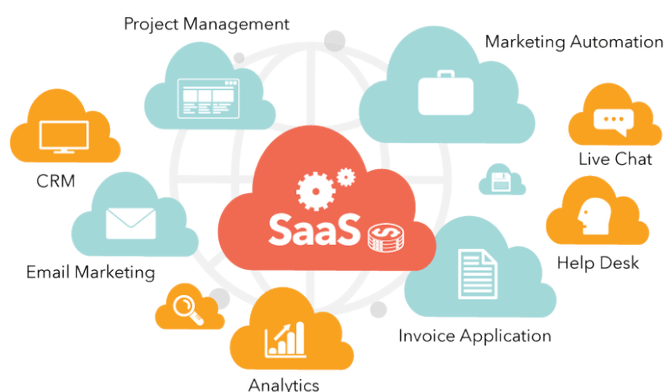 Project Management
Marketing Automation
CRM
Live Chat
SaaS
$
Email Marketing
Help Desk
Invoice Application
Analytics